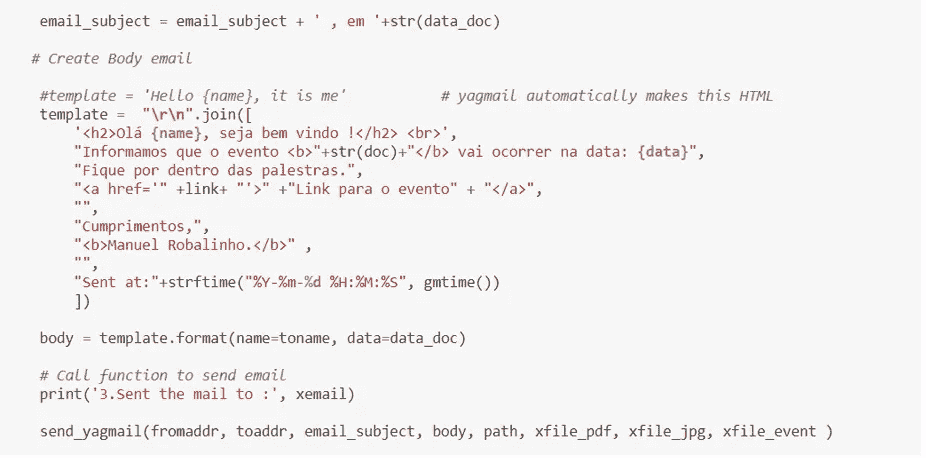 email_subject = email_subject + ' , em '+str(data_doc)
# Create Body email
#template = 'Hello {name}, it is me' # yagmail automatically makes this HTML
template = "\r\n".join([
'<h2>Olá {name}, seja bem vindo !</h2> <br>',
"Informamos que o evento <b>"+str(doc)+"</b> vai ocorrer na data: {data}",
"Fique por dentro das palestras.",
"<a href='" +link+ "'>" +"Link para o evento" + "</a>",
"",
"Cumprimentos,",
"<b>Manuel Robalinho.</b>" ,
"",
"Sent at:"+strftime("%Y-%m-%d %H:%M:%S", gmtime())
])
body = template.format(name=toname, data=data_doc)
# Call function to send email
print('3.Sent the mail to :', xemail)
send_yagmail(fromaddr, toaddr, email_subject, body, path, xfile_pdf, xfile_jpg, xfile_event )